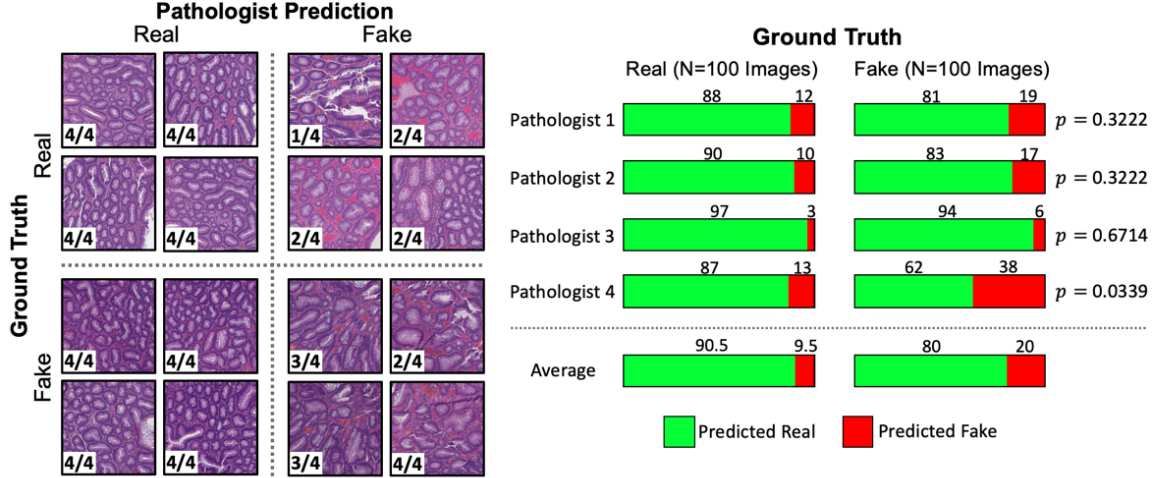 Pathologist Prediction
Real
Fake
Ground Truth
Real
4/4
4/4
1/4
2/4
4/4
4/4
2/4
2/4
Fake
4/4
4/4
3/4
2/4
4/4
4/4
3/4
4/4
Ground Truth
Real (N=100 Images)
Fake (N=100 Images)
88 12 81 19
Pathologist 1 p = 0.3222
90 10 83 17
Pathologist 2 p = 0.3222
97 3 94 6
Pathologist 3 p = 0.6714
87 13 62 38
Pathologist 4 p = 0.0339
90.5 9.5 80 20
Average
Predicted Real
Predicted Fake